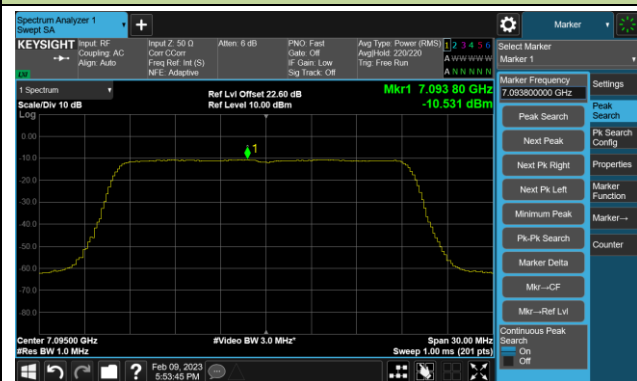 Spectrum Analyzer 1
Swept SA
+
Marker
KEYSIGHT
Input: RF
Coupling: AC
Align: Auto
Input Z: 50 Ω
Corr CCorr
Freq Ref: Int (S)
NFE: Adaptive
Atten: 6 dB
PNO: Fast
Gate: Off
IF Gain: Low
Sig Track: Off
Avg Type: Power (RMS)
Avg|Hold: 220/220
Trig: Free Run
1 2 3 4 5 6
A W W W W W
A N N N N N
Select Marker
Marker 1
1 Spectrum
Scale/Div 10 dB
Log
Ref Lvl Offset 22.60 dB
Ref Level 10.00 dBm
Mkr1 7.093 80 GHz
-10.531 dBm
0.00
-10.0
-20.0
-30.0
-40.0
-50.0
-60.0
-70.0
-80.0
1
Center 7.09500 GHz
#Res BW 1.0 MHz
#Video BW 3.0 MHz*
Span 30.00 MHz
Sweep 1.00 ms (201 pts)
Marker Frequency
7.093800000 GHz
Peak Search
Next Peak
Next Pk Right
Next Pk Left
Minimum Peak
Pk-Pk Search
Marker Delta
Mkr→CF
Mkr→Ref Lvl
Continuous Peak
Search
On
Off
Settings
Peak
Search
Pk Search
Config
Properties
Marker
Function
Marker→
Counter
?
Feb 09, 2023
5:53:45 PM